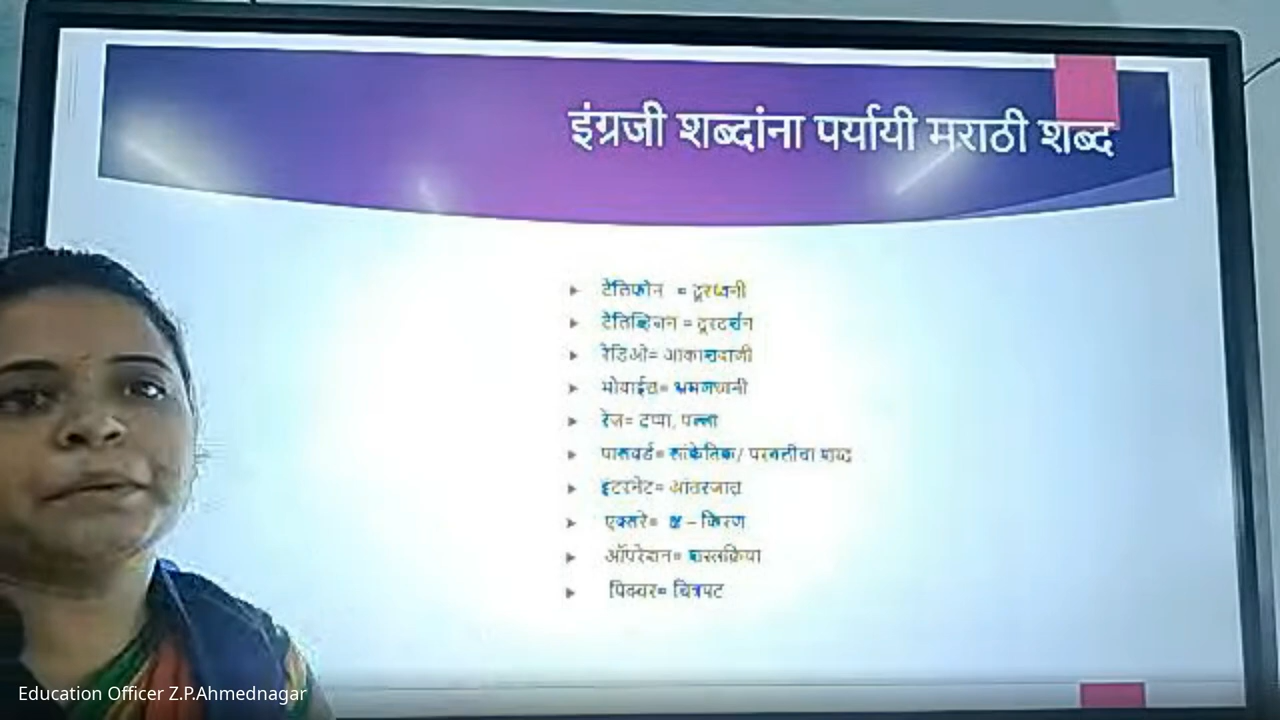 इंग्रजी शब्दांना पर्यायी मराठी शब्द
टेलिफोन = दूरध्वनी
टेलिव्हिजन = दूरदर्शन
रेडिओ= आकाशवाणी
मोबाईल= भ्रमणध्वनी
रेंज= टप्पा, पल्ला
पासवर्ड= सांकेतिक/ परवलीचा शब्द
इंटरनेट= आंतरजाल
एक्सरे= क्ष – किरण
ऑपरेशन= शस्त्रक्रिया
पिक्चर= चित्रपट
Education Officer Z.P.Ahmednagar